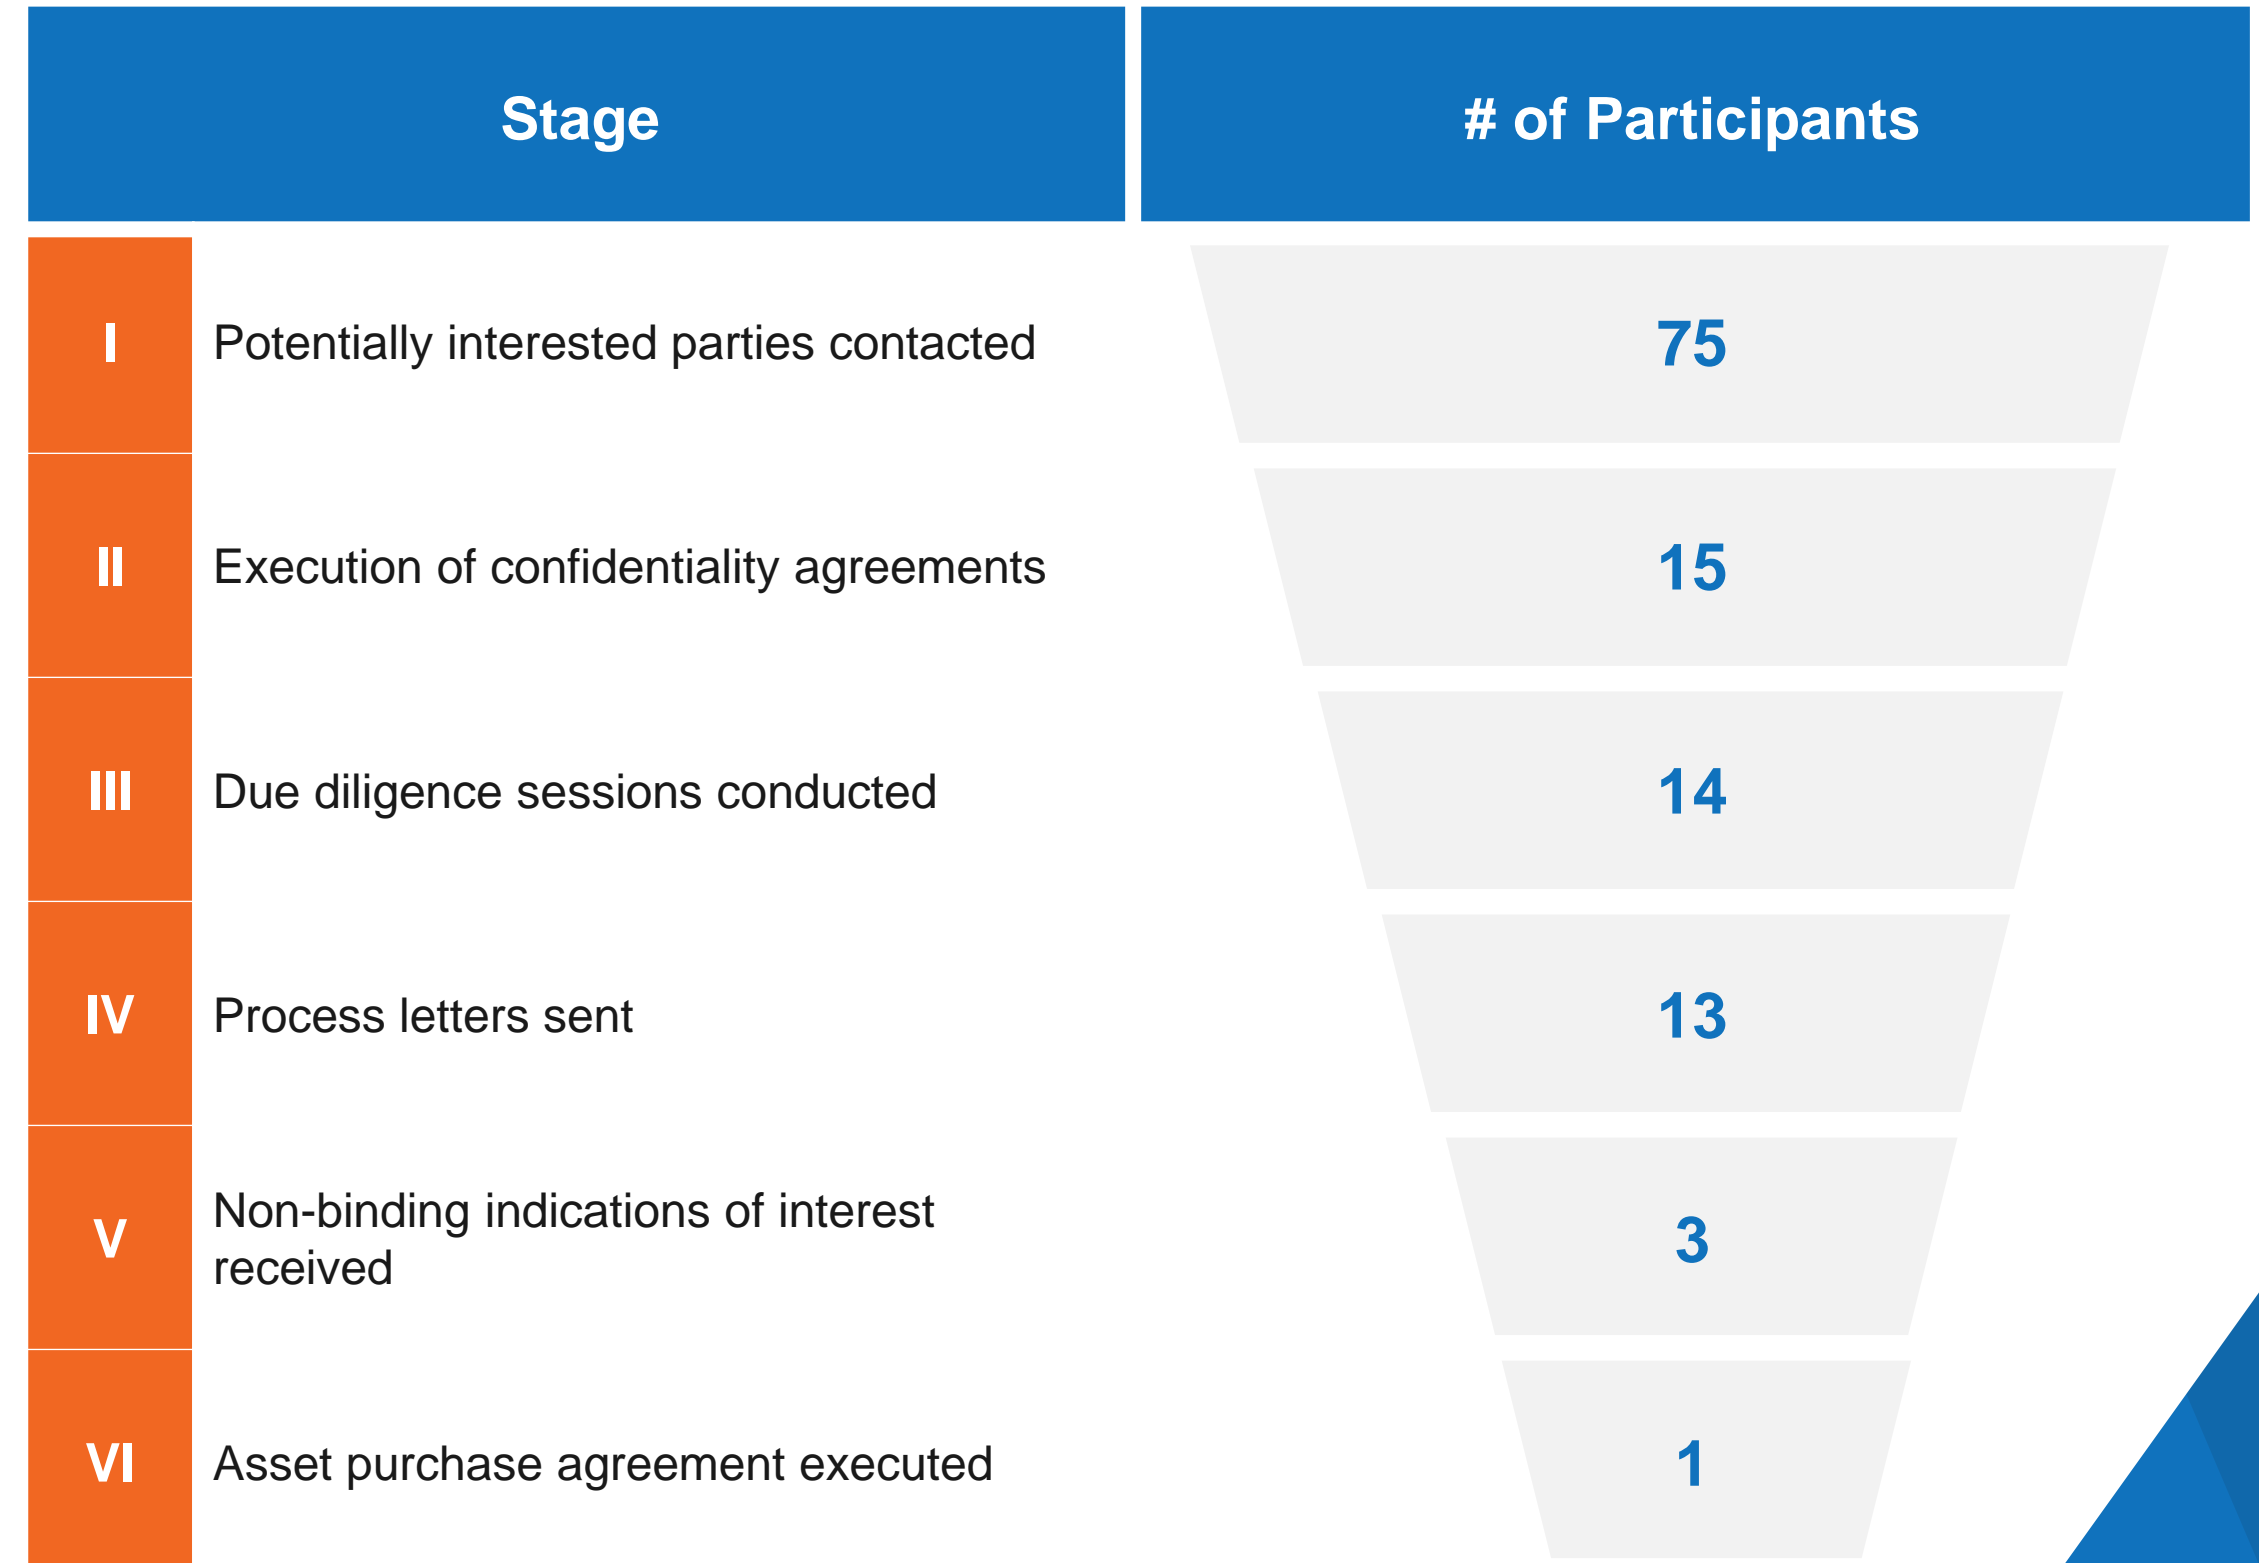 Stage
# of Participants
I
Potentially interested parties contacted
75
II
Execution of confidentiality agreements
15
III
Due diligence sessions conducted
14
IV
Process letters sent
13
V
Non-binding indications of interest
received
3
VI
Asset purchase agreement executed
1